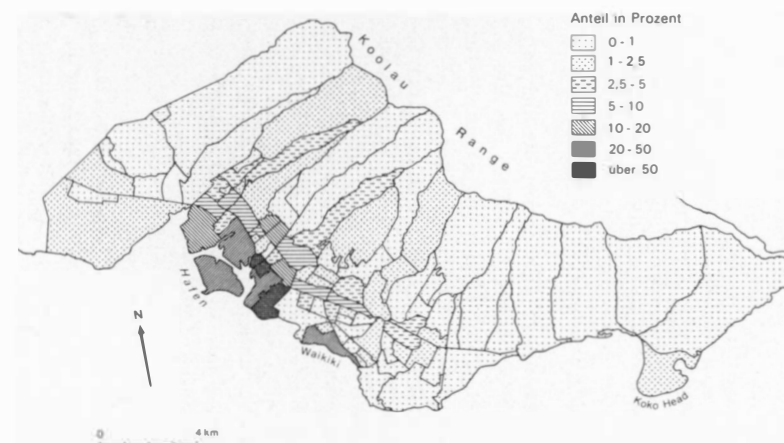 Anteil in Prozent
0 - 1
1 - 2.5
2,5 - 5
5 - 10
10 - 20
20 - 50
über 50
Koolau
Range
Hafen
N
Waikiki
Koko Head
0 4 km